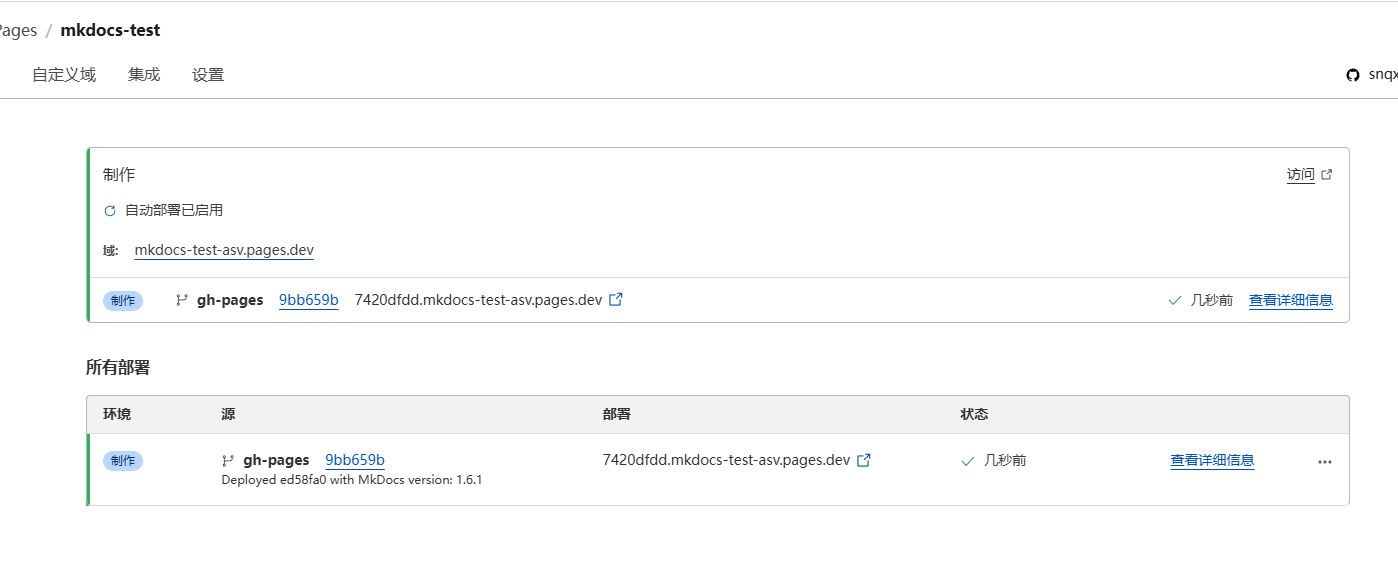 Pages / mkdocs-test
自定义域 集成 设置 snqx
制作 访问
自动部署已启用
域: mkdocs-test-asv.pages.dev
制作 gh-pages 9bb659b 7420dfdd.mkdocs-test-asv.pages.dev 几秒前 查看详细信息
所有部署
环境 源 部署 状态
制作 gh-pages 9bb659b 7420dfdd.mkdocs-test-asv.pages.dev 几秒前 查看详细信息 ...
Deployed ed58fa0 with MkDocs version: 1.6.1